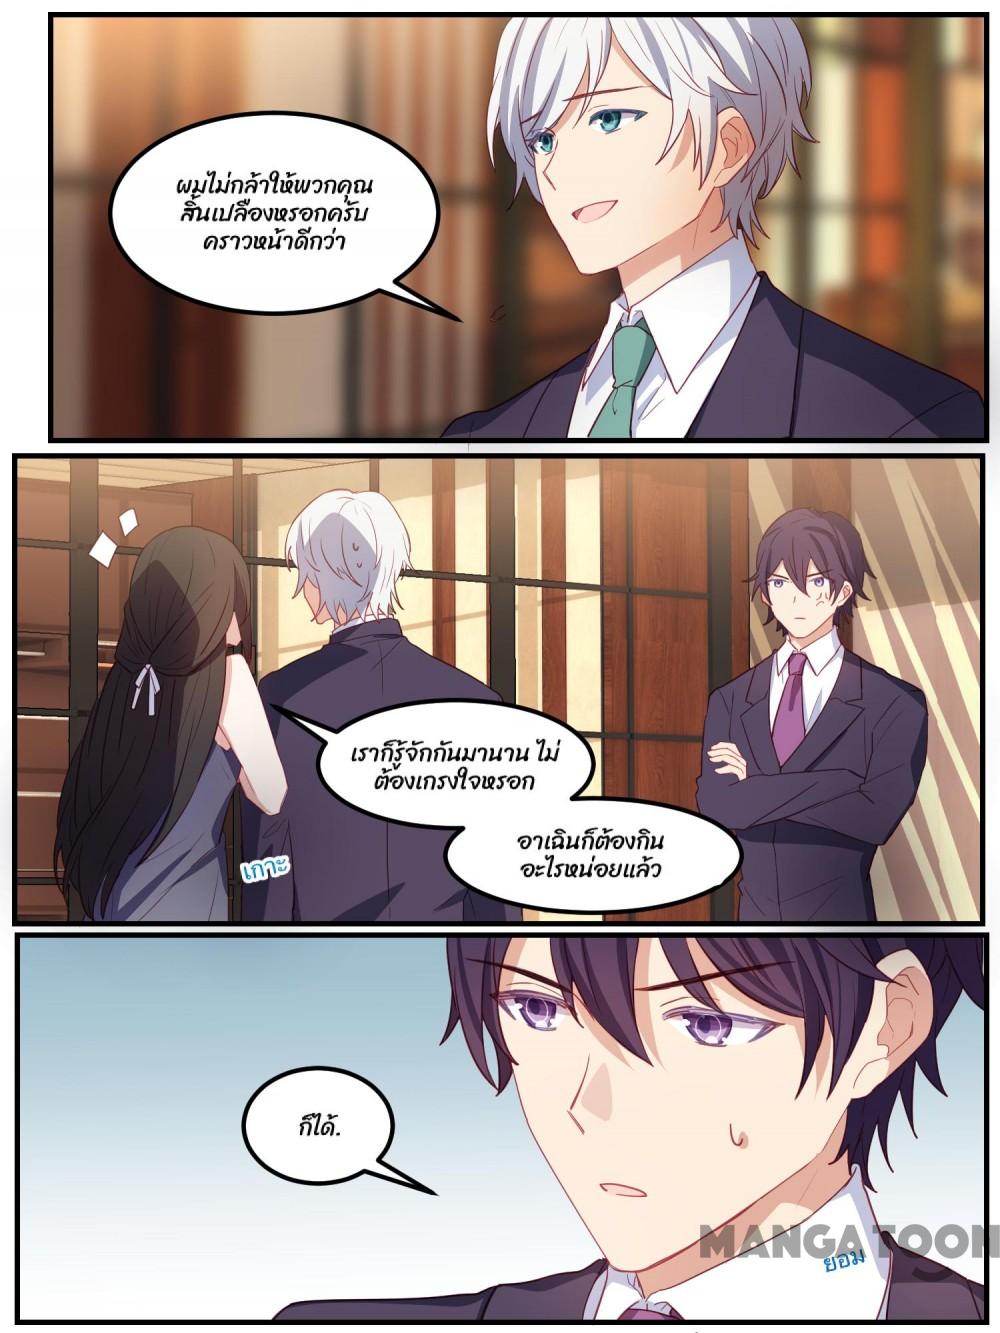 ผมไม่กล้าให้พวกคุณ
สิ้นเปลืองหรอกครับ
คราวหน้าดีกว่า
เราก็รู้จักกันมานาน ไม่
ต้องเกรงใจหรอก
อาเฉินก็ต้องกิน
อะไรหน่อยแล้ว
เกาะ
ก็ได้.
MANGATOON
ยอม